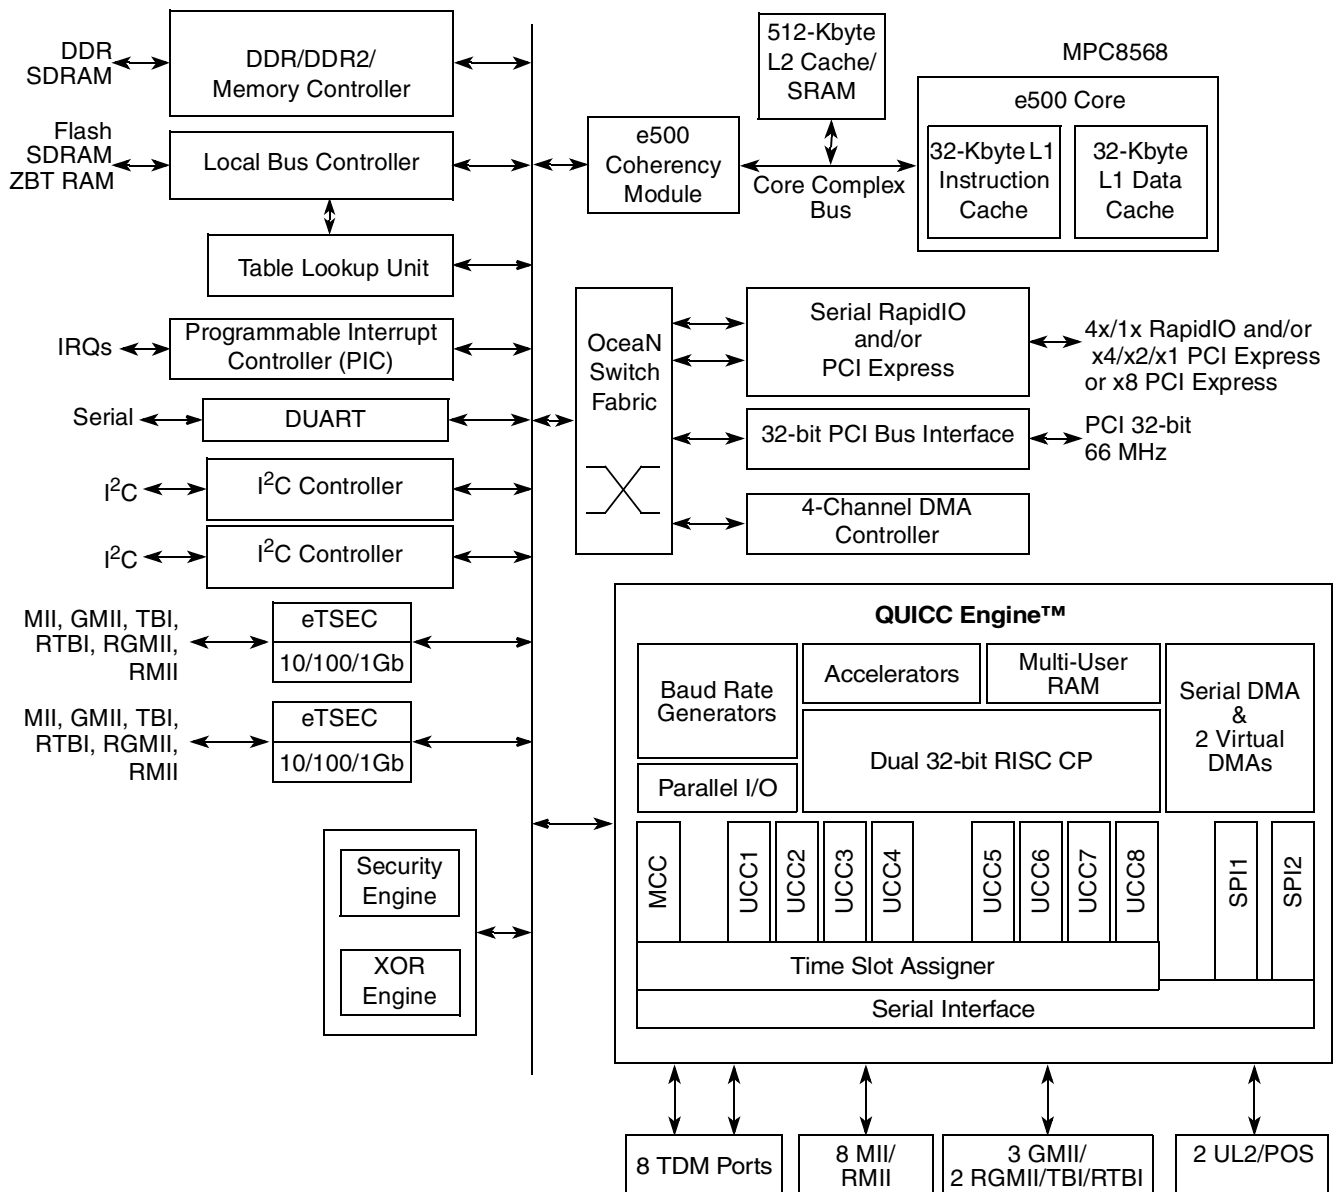 DDR
SDRAM
DDR/DDR2/
Memory Controller
Flash
SDRAM
ZBT RAM
Local Bus Controller
Table Lookup Unit
IRQs
Programmable Interrupt
Controller (PIC)
Serial
DUART
I²C
I²C Controller
I²C
I²C Controller
MII, GMII, TBI,
RTBI, RGMII,
RMII
eTSEC
10/100/1Gb
MII, GMII, TBI,
RTBI, RGMII,
RMII
eTSEC
10/100/1Gb
Security
Engine
XOR
Engine
e500
Coherency
Module
512-Kbyte
L2 Cache/
SRAM
Core Complex
Bus
MPC8568
e500 Core
32-Kbyte L1
Instruction
Cache
32-Kbyte
L1 Data
Cache
OceaN
Switch
Fabric
Serial RapidIO
and/or
PCI Express
4x/1x RapidIO and/or
x4/x2/x1 PCI Express
or x8 PCI Express
32-bit PCI Bus Interface
PCI 32-bit
66 MHz
4-Channel DMA
Controller
QUICC Engine™
Baud Rate
Generators
Accelerators
Multi-User
RAM
Serial DMA
&
2 Virtual
DMAs
Parallel I/O
Dual 32-bit RISC CP
MCC
UCC1
UCC2
UCC3
UCC4
UCC5
UCC6
UCC7
UCC8
SPI1
SPI2
Time Slot Assigner
Serial Interface
8 TDM Ports
8 MII/
RMII
3 GMII/
2 RGMII/TBI/RTBI
2 UL2/POS